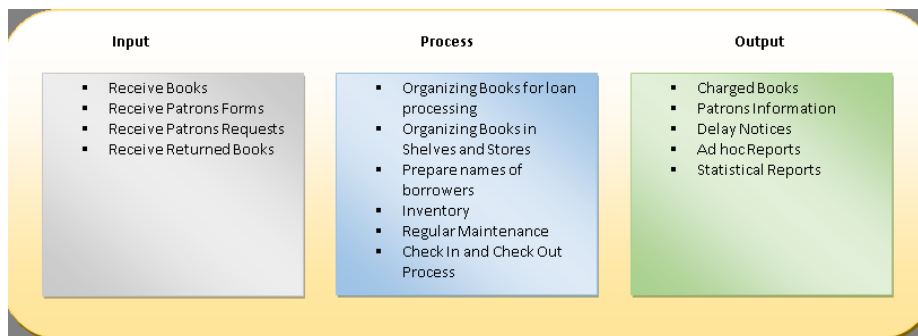 Input
▪ Receive Books
▪ Receive Patrons Forms
▪ Receive Patrons Requests
▪ Receive Returned Books
Process
▪ Organizing Books for loan
processing
▪ Organizing Books in
Shelves and Stores
▪ Prepare names of
borrowers
▪ Inventory
▪ Regular Maintenance
▪ Check In and Check Out
Process
Output
▪ Charged Books
▪ Patrons Information
▪ Delay Notices
▪ Ad hoc Reports
▪ Statistical Reports